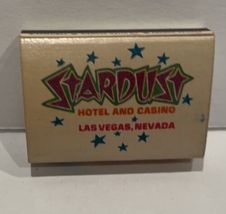 STARDUST
HOTEL AND CASINO
LAS VEGAS, NEVADA